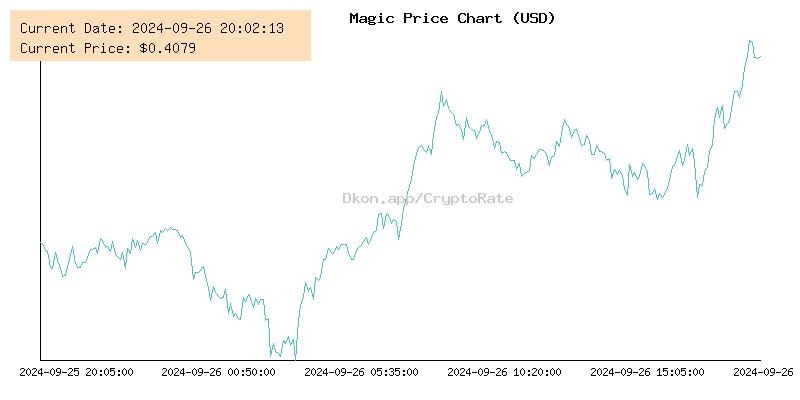 Magic Price Chart (USD)
Current Date: 2024-09-26 20:02:13
Current Price: $0.4079
Dkon.app/CryptoRate
2024-09-25 20:05:00
2024-09-26 00:50:00
2024-09-26 05:35:00
2024-09-26 10:20:00
2024-09-26 15:05:00
2024-09-26